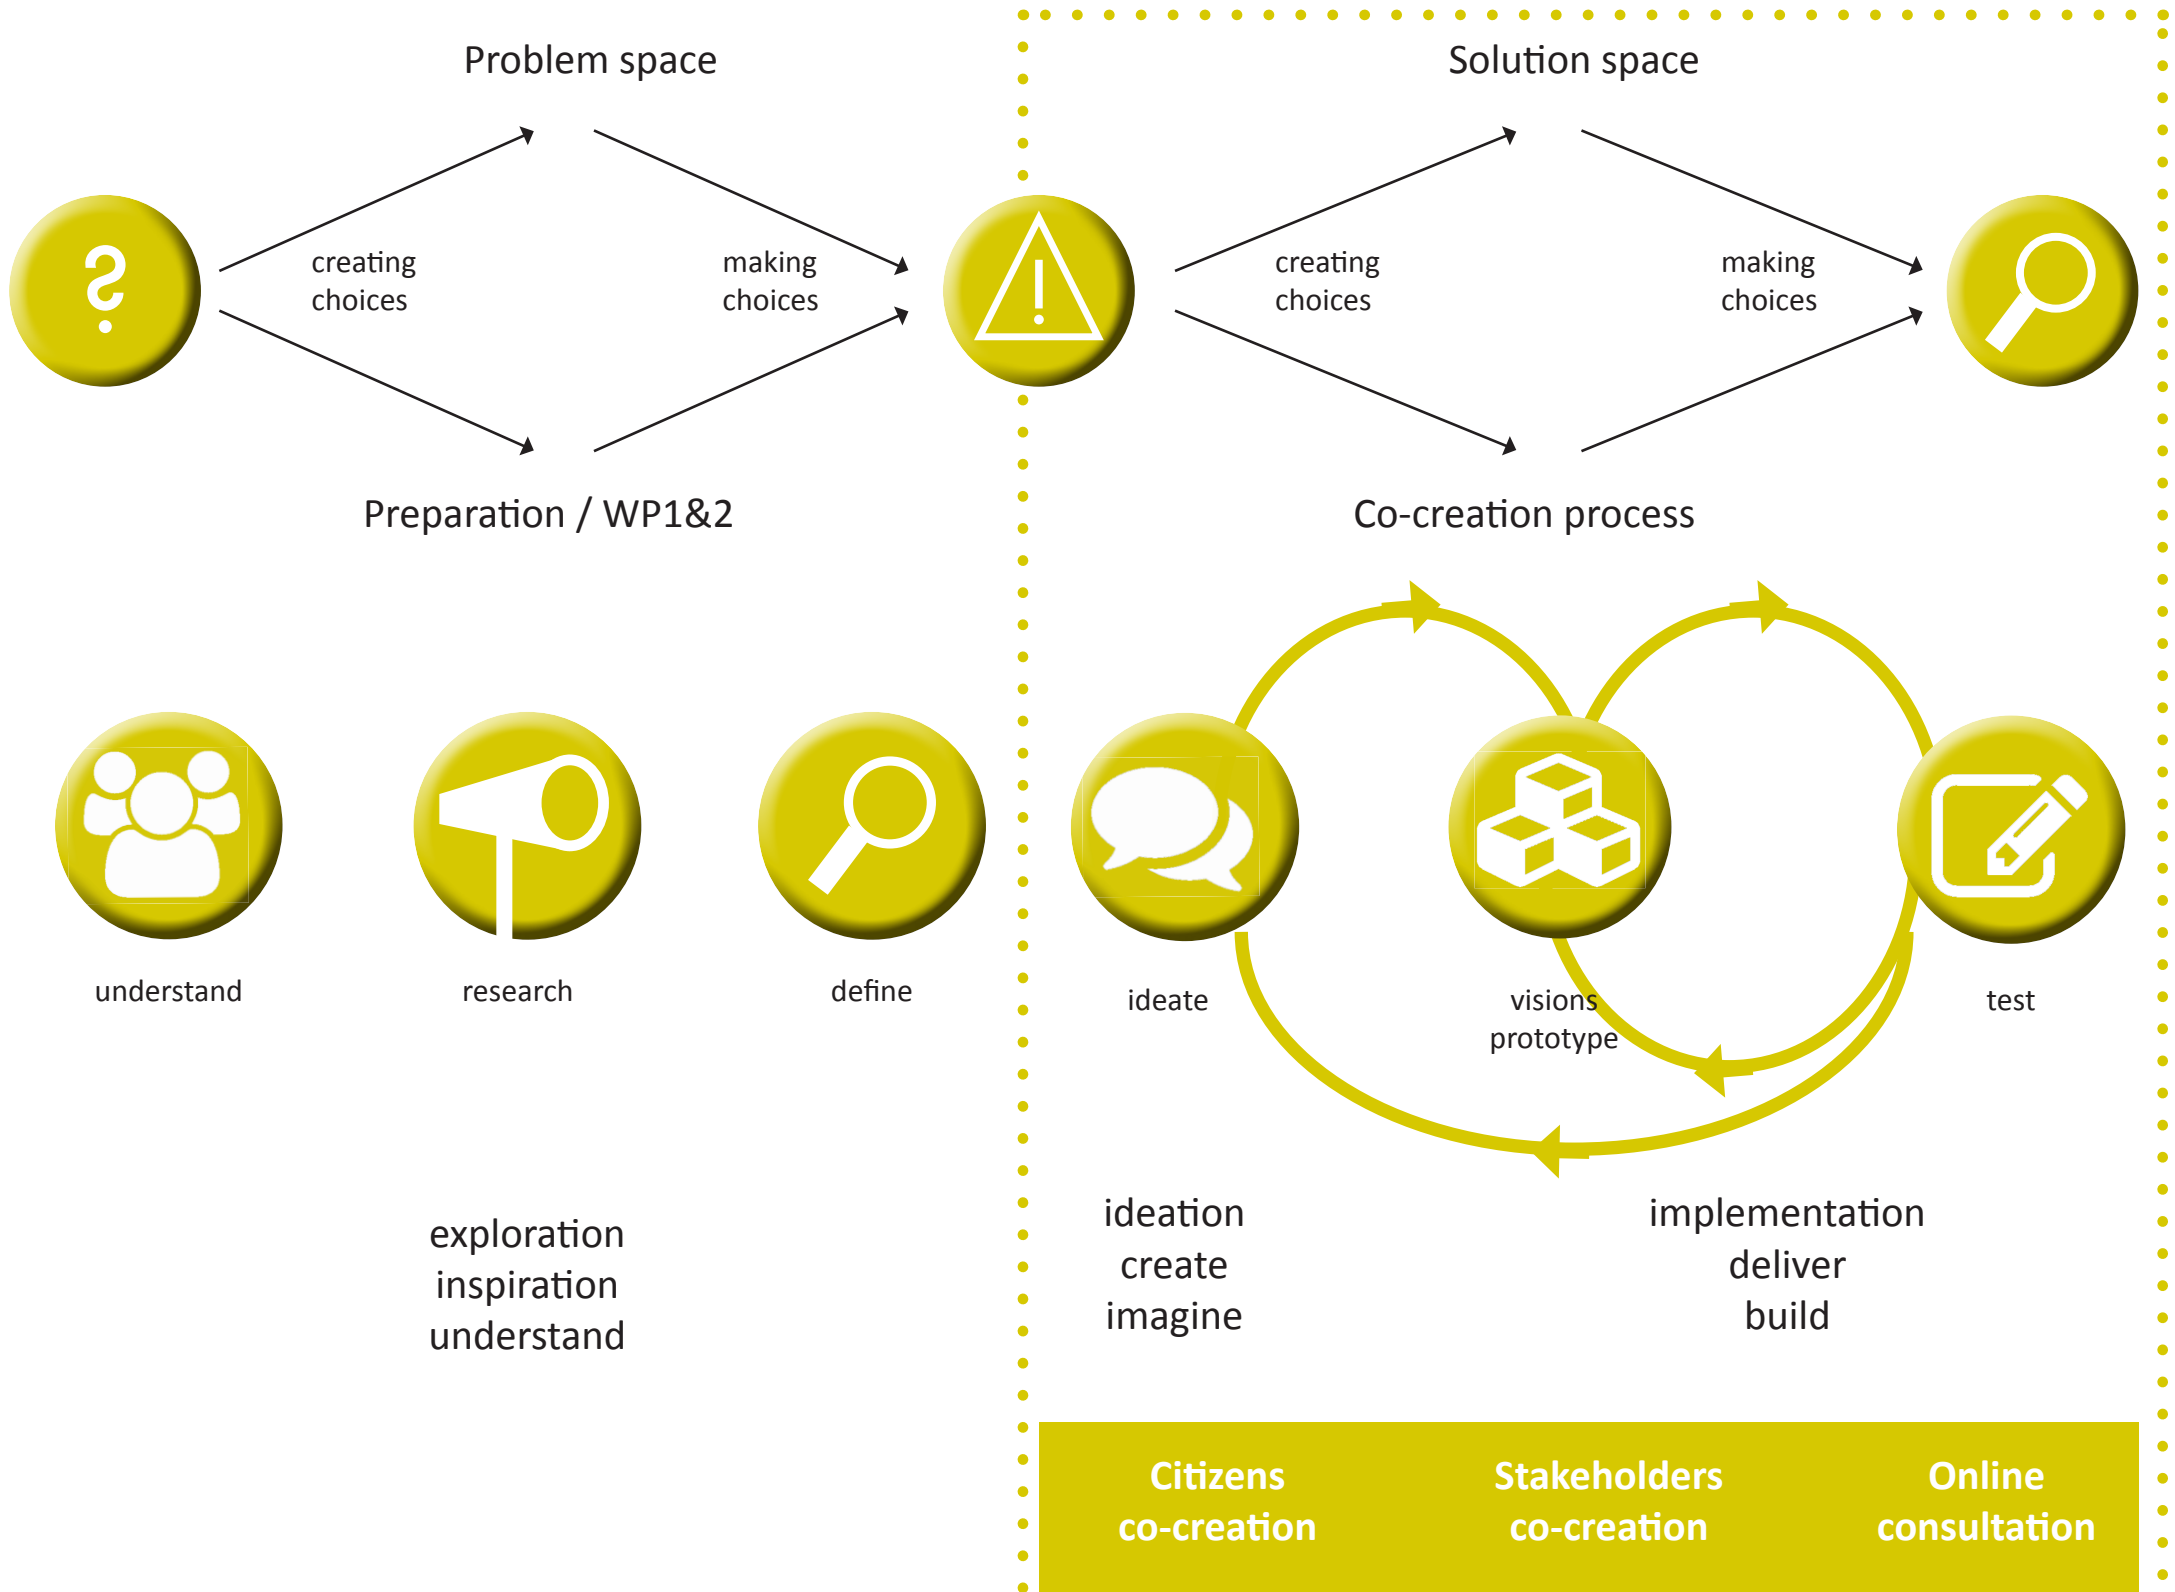 Problem space
Solution space
creating
choices
making
choices
creating
choices
making
choices
Preparation / WP1&2
Co-creation process
understand
research
define
ideate
visions
prototype
test
exploration
inspiration
understand
ideation
create
imagine
implementation
deliver
build
Citizens
co-creation
Stakeholders
co-creation
Online
consultation